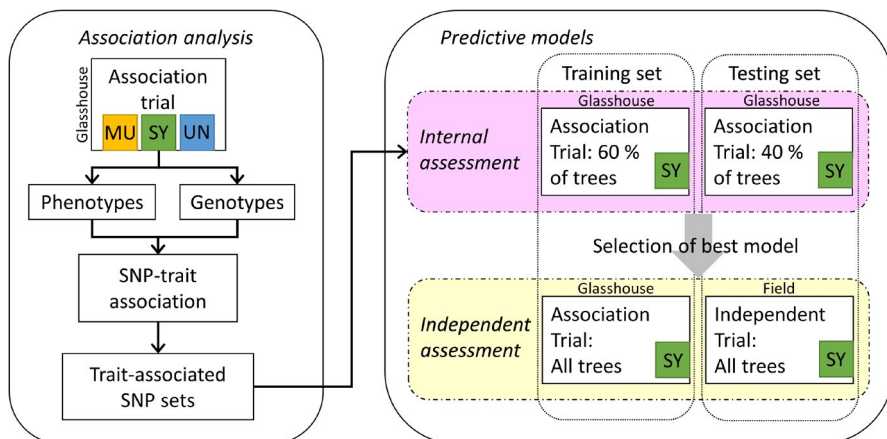 Association analysis
Glasshouse
Association
trial
MU SY UN
Phenotypes
Genotypes
SNP-trait
association
Trait-associated
SNP sets
Predictive models
Training set
Testing set
Internal
assessment
Glasshouse
Association
Trial: 60 %
of trees
SY
Glasshouse
Association
Trial: 40 %
of trees
SY
Selection of best model
Independent
assessment
Glasshouse
Association
Trial:
All trees
SY
Field
Independent
Trial:
All trees
SY